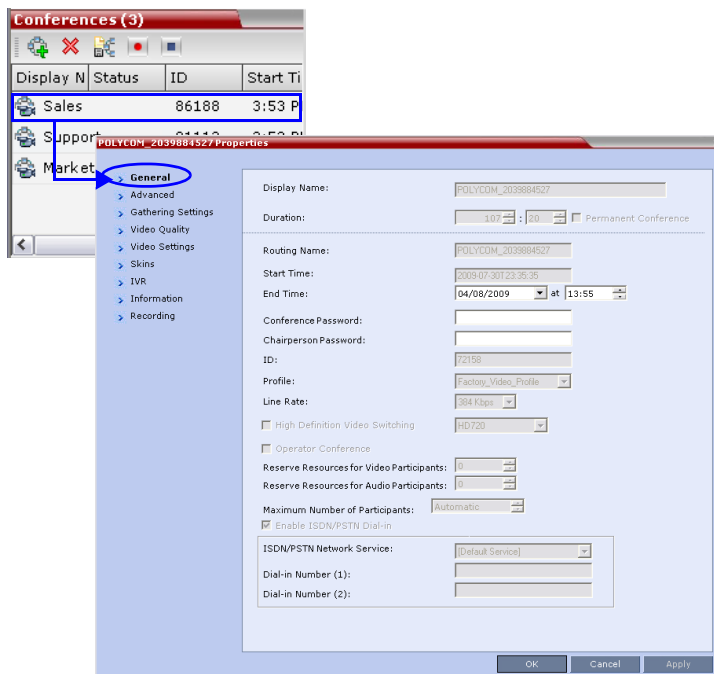 Conferences (3)
Display N Status ID Start Ti
Sales 86188 3:53 P
Suppor
Market
POLYCOM_2039884527 Properties
General
Advanced
Gathering Settings
Video Quality
Video Settings
Skins
IVR
Information
Recording
Display Name: POLYCOM_2039884527
Duration: 107 : 20 Permanent Conference
Routing Name: POLYCOM_2039884527
Start Time: 2009-07-30T23:35:35
End Time: 04/08/2009 at 13:55
Conference Password:
Chairperson Password:
ID: 72158
Profile: Factory_Video_Profile
Line Rate: 384 Kbps
High Definition Video Switching HD720
Operator Conference
Reserve Resources for Video Participants: 0
Reserve Resources for Audio Participants: 0
Maximum Number of Participants: Automatic
Enable ISDN/PSTN Dial-in
ISDN/PSTN Network Service: [Default Service]
Dial-in Number (1):
Dial-in Number (2):
OK Cancel Apply